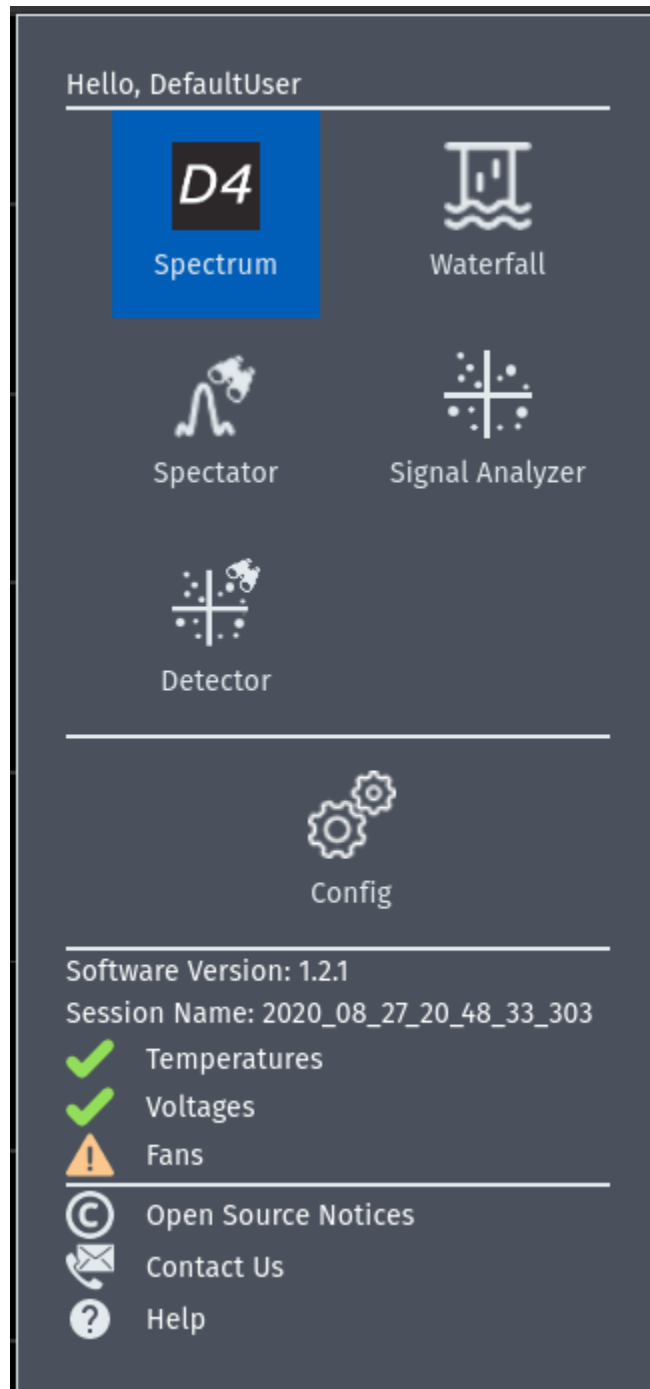 Hello, DefaultUser
D4
Spectrum
Waterfall
Spectator
Signal Analyzer
Detector
Config
Software Version: 1.2.1
Session Name: 2020_08_27_20_48_33_303
Temperatures
Voltages
Fans
Open Source Notices
Contact Us
Help